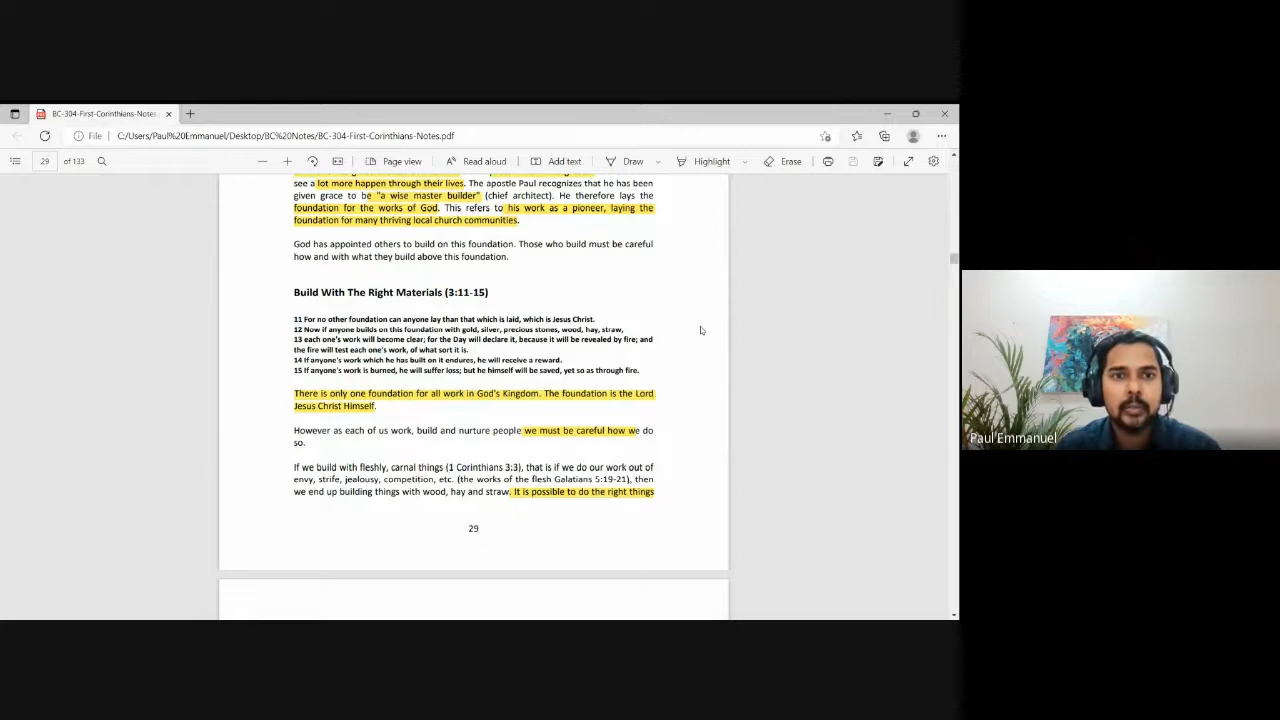 BC-304-First-Corinthians-Notes
File
C:/Users/Paul%20Emmanuel/Desktop/BC%20Notes/BC-304-First-Corinthians-Notes.pdf
29 of 133
Page view
Read aloud
Add text
Draw
Highlight
Erase
see a lot more happen through their lives. The apostle Paul recognizes that he has been
given grace to be "a wise master builder" (chief architect). He therefore lays the
foundation for the works of God. This refers to his work as a pioneer, laying the
foundation for many thriving local church communities.
God has appointed others to build on this foundation. Those who build must be careful
how and with what they build above this foundation.
Build With The Right Materials (3:11-15)
11 For no other foundation can anyone lay than that which is laid, which is Jesus Christ.
12 Now if anyone builds on this foundation with gold, silver, precious stones, wood, hay, straw,
13 each one's work will become clear; for the Day will declare it, because it will be revealed by fire; and
the fire will test each one's work, of what sort it is.
14 If anyone's work which he has built on it endures, he will receive a reward.
15 If anyone's work is burned, he will suffer loss; but he himself will be saved, yet so as through fire.
There is only one foundation for all work in God's Kingdom. The foundation is the Lord
Jesus Christ Himself.
However as each of us work, build and nurture people we must be careful how we do
so.
If we build with fleshly, carnal things (1 Corinthians 3:3), that is if we do our work out of
envy, strife, jealousy, competition, etc. (the works of the flesh Galatians 5:19-21), then
we end up building things with wood, hay and straw. It is possible to do the right things
29
Paul Emmanuel